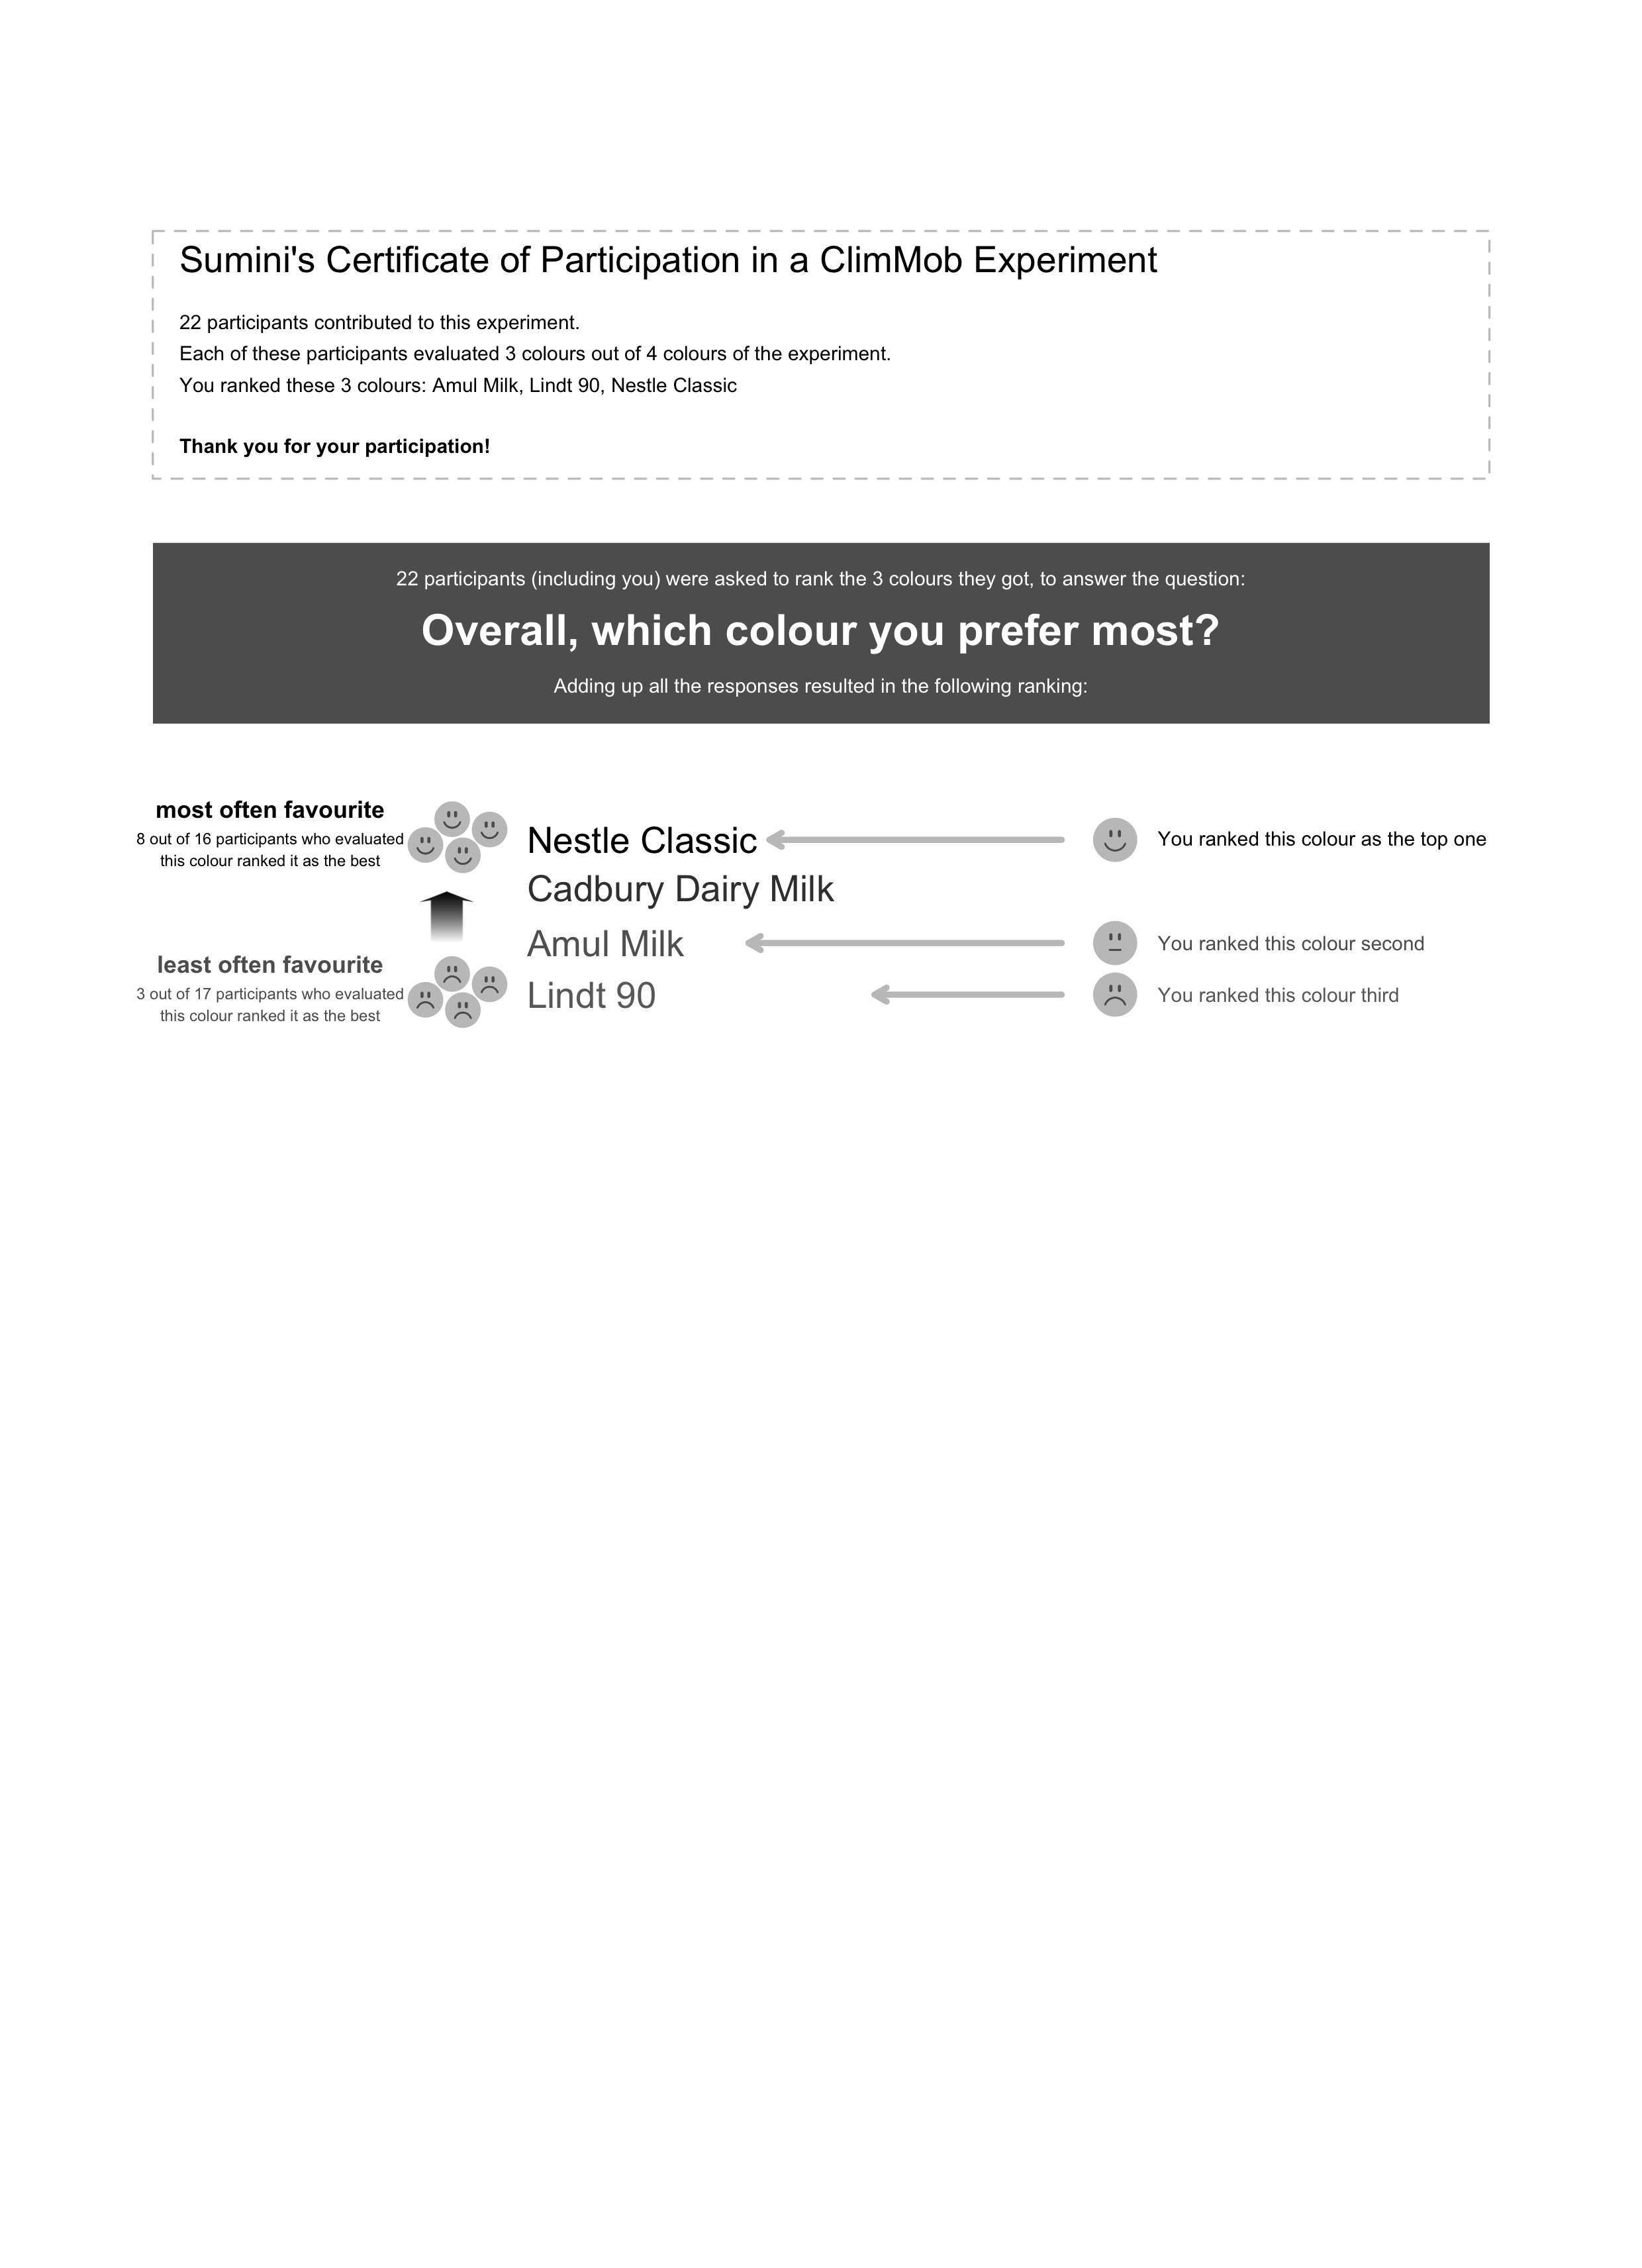 Sumini's Certificate of Participation in a ClimMob Experiment
22 participants contributed to this experiment.
Each of these participants evaluated 3 colours out of 4 colours of the experiment.
You ranked these 3 colours: Amul Milk, Lindt 90, Nestle Classic
Thank you for your participation!
22 participants (including you) were asked to rank the 3 colours they got, to answer the question:
Overall, which colour you prefer most?
Adding up all the responses resulted in the following ranking:
most often favourite
8 out of 16 participants who evaluated
this colour ranked it as the best
Nestle Classic
You ranked this colour as the top one
Cadbury Dairy Milk
Amul Milk
You ranked this colour second
least often favourite
3 out of 17 participants who evaluated
this colour ranked it as the best
Lindt 90
You ranked this colour third